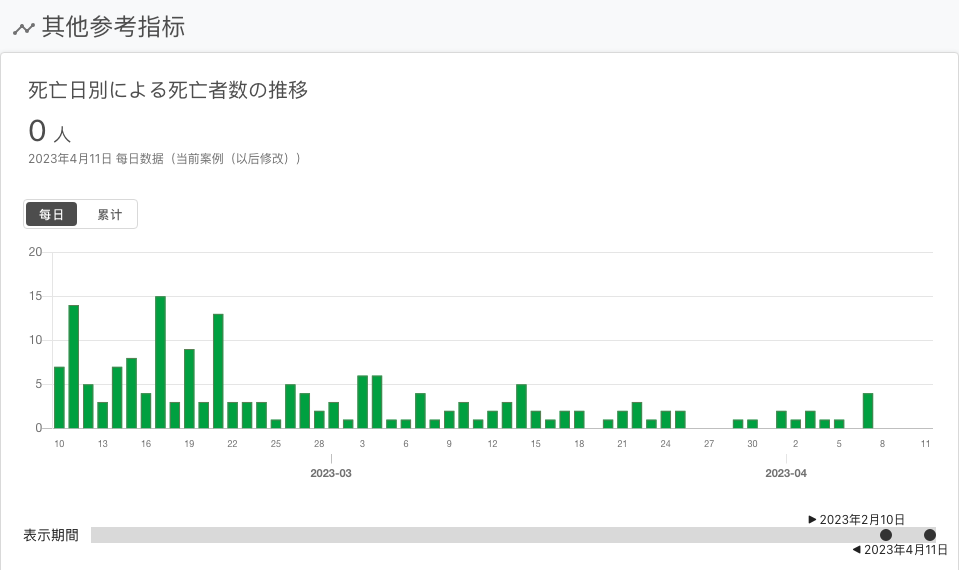 其他参考指标
死亡日別による死亡者数の推移
0 人
2023年4月11日 每日数据（当前案例（以后修改））
每日 累计
20
15
10
5
0
10 13 16 19 22 25 28 3 6 9 12 15 18 21 24 27 30 2 5 8 11
2023-03 2023-04
▶ 2023年2月10日
表示期間
◀ 2023年4月11日